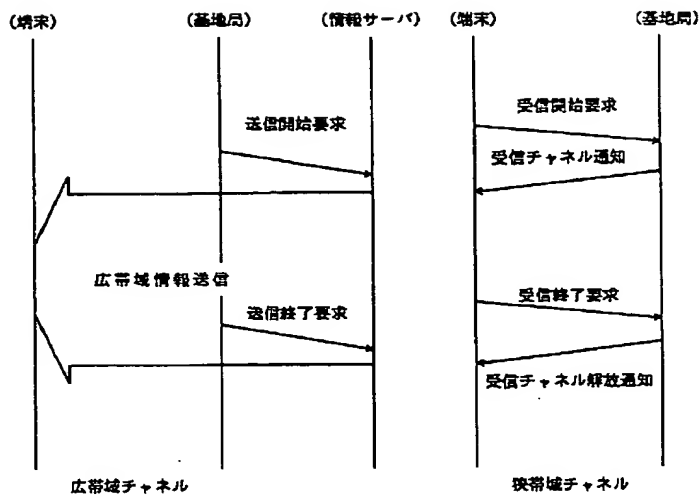 (端末)
(基地局)
(情報サーバ)
(端末)
(基地局)
送信開始要求
受信開始要求
受信チャネル通知
広帯域情報送信
送信終了要求
受信終了要求
受信チャネル解放通知
広帯域チャネル
狭帯域チャネル